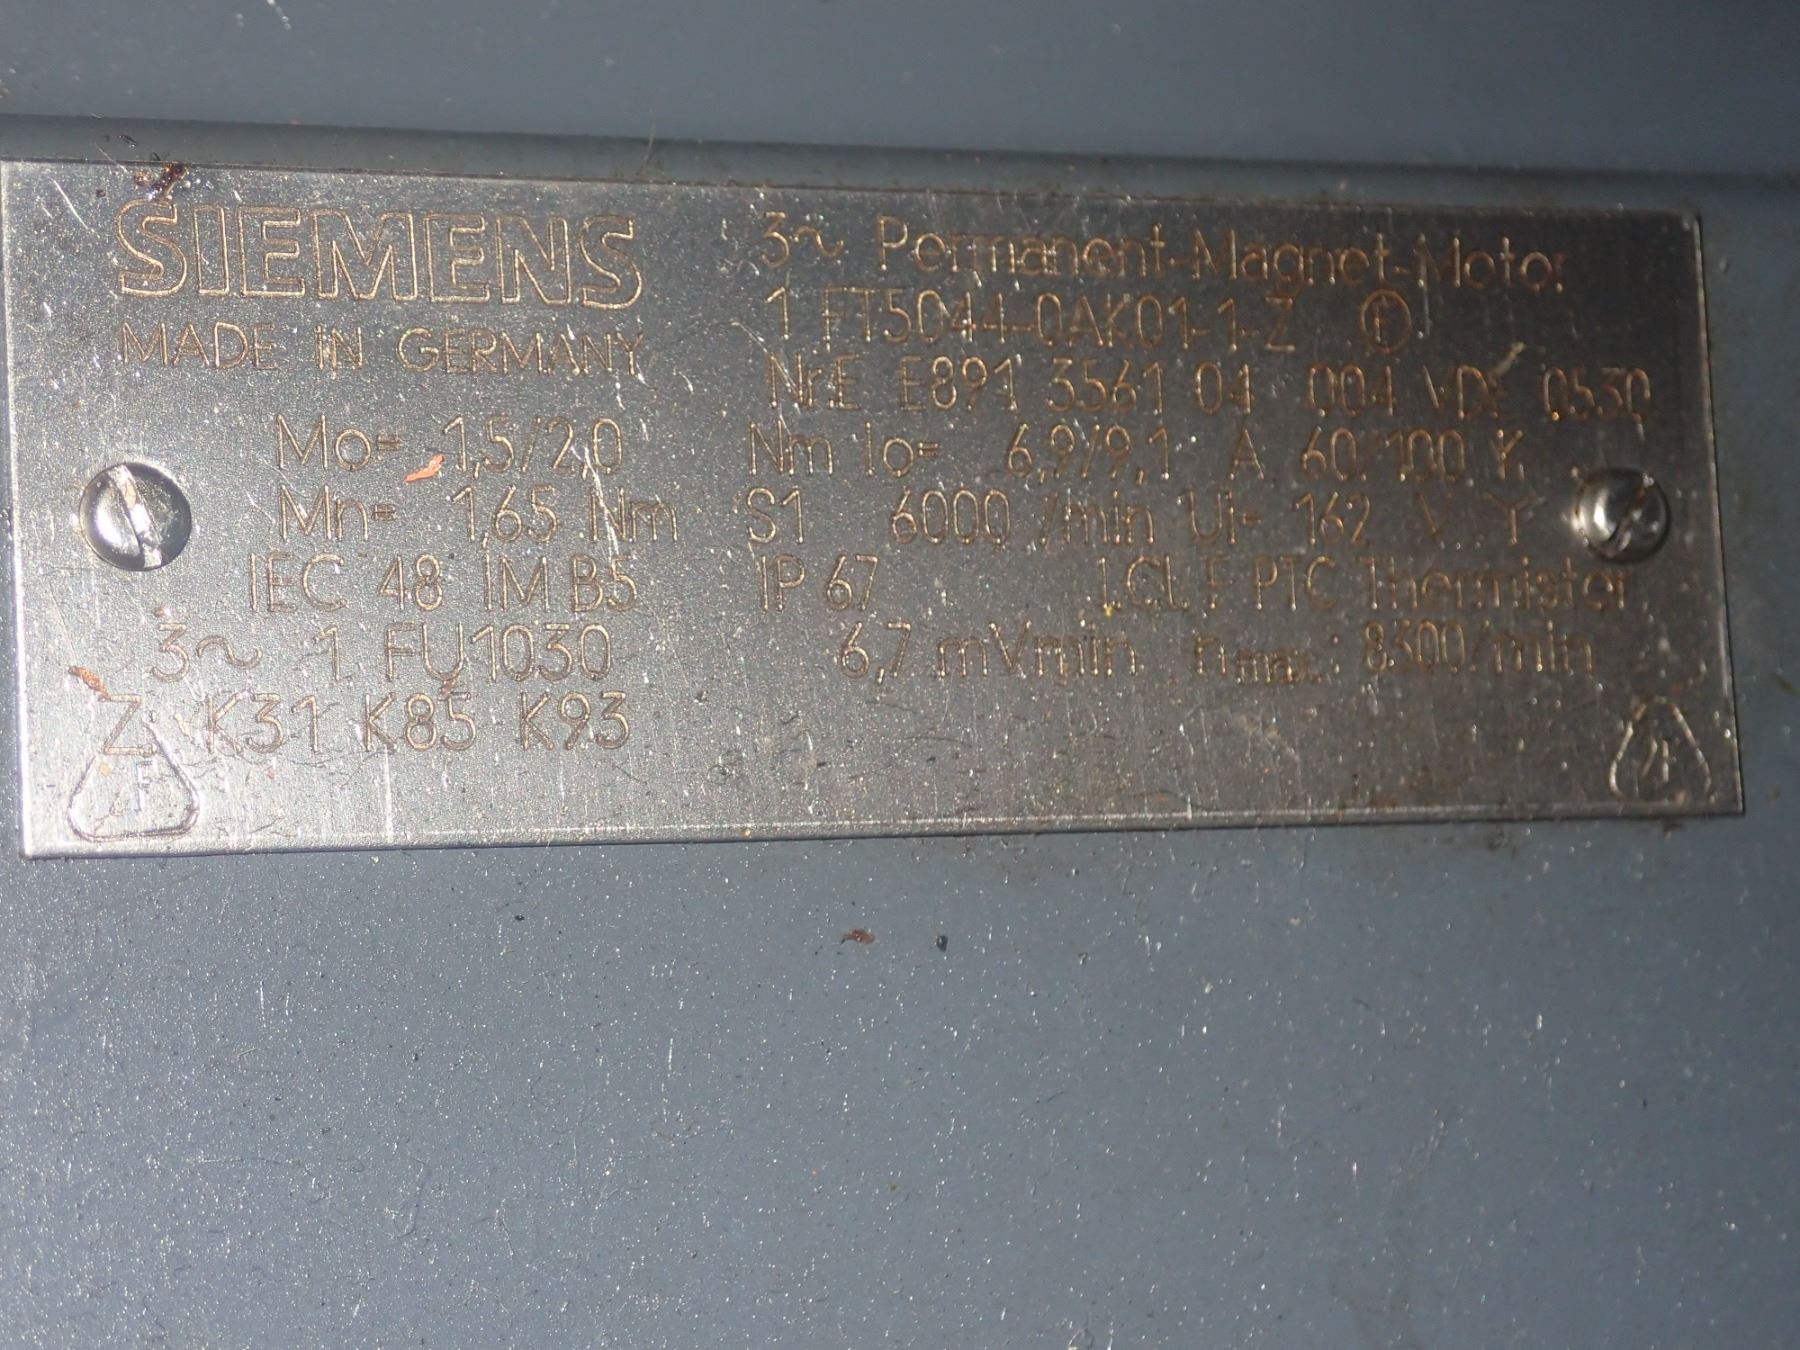 SIEMENS
MADE IN GERMANY
3~ Permanent-Magnet-Motor
1 FT5044-0AK01-1-Z F
Nr.E E891 3561 04 004 VDE 0530
Mo= 1,5/2,0 Nm Io= 6,9/9,1 A 60/100 K
Mn= 1,65 Nm S1 6000 /min Ui= 162 V Y
IEC 48 IM B5 IP 67 I.CL F PTC Thermistor
3~ 1 FU1030 6,7 mVmin nmax.: 8300/min
Z: K31 K85 K93
F